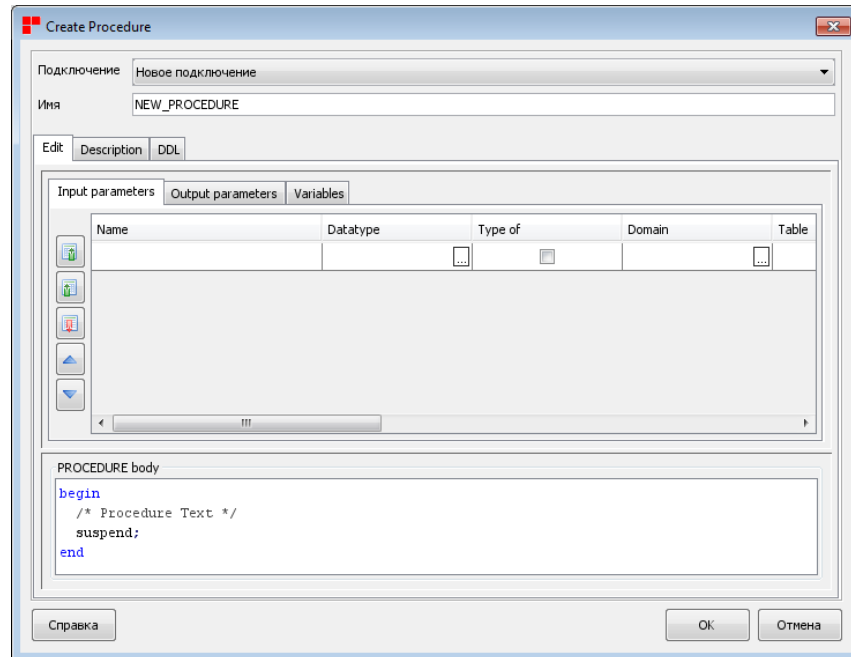 Create Procedure
Подключение Новое подключение
Имя NEW_PROCEDURE
Edit Description DDL
Input parameters Output parameters Variables
Name Datatype Type of Domain Table
... ...
PROCEDURE body
begin
/* Procedure Text */
suspend;
end
Справка OK Отмена